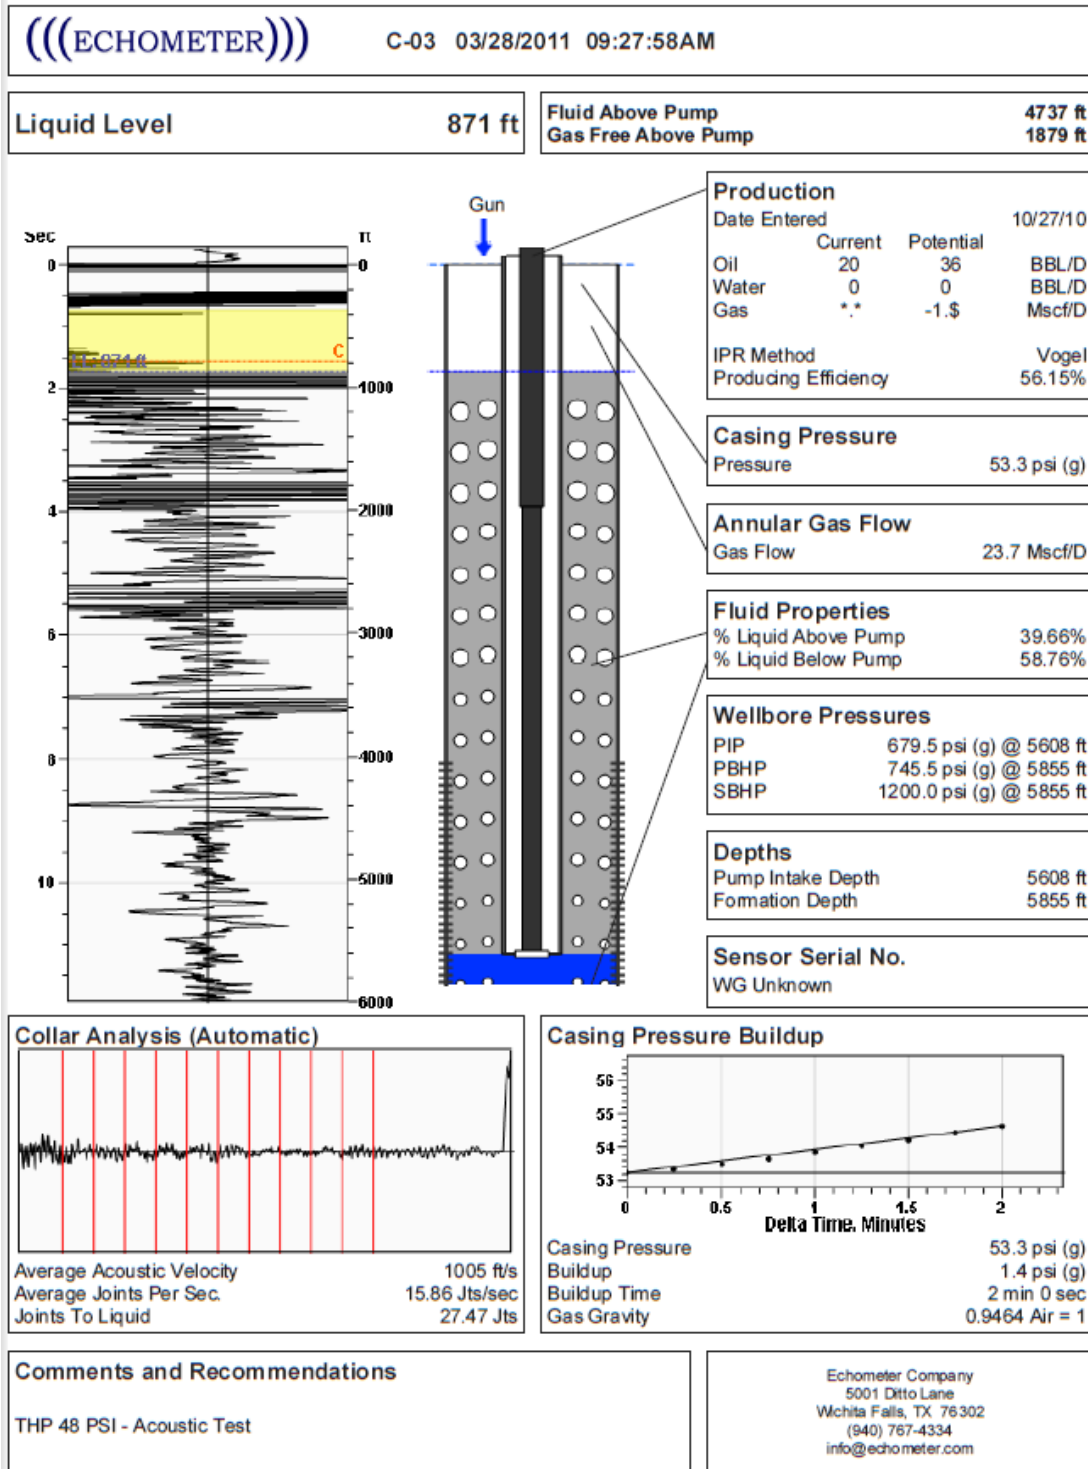 (((ECHOMETER))) C-03 03/28/2011 09:27:58AM
Liquid Level 871 ft
Fluid Above Pump 4737 ft
Gas Free Above Pump 1879 ft
Gun
Sec ft
0 0
2 1000
4 2000
6 3000
8 4000
10 5000
6000
C
LL: 871 ft
Production
Date Entered 10/27/10
Current Potential
Oil 20 36 BBL/D
Water 0 0 BBL/D
Gas *.* -1.$ Mscf/D
IPR Method Vogel
Producing Efficiency 56.15%
Casing Pressure
Pressure 53.3 psi (g)
Annular Gas Flow
Gas Flow 23.7 Mscf/D
Fluid Properties
% Liquid Above Pump 39.66%
% Liquid Below Pump 58.76%
Wellbore Pressures
PIP 679.5 psi (g) @ 5608 ft
PBHP 745.5 psi (g) @ 5855 ft
SBHP 1200.0 psi (g) @ 5855 ft
Depths
Pump Intake Depth 5608 ft
Formation Depth 5855 ft
Sensor Serial No.
WG Unknown
Collar Analysis (Automatic)
Average Acoustic Velocity 1005 ft/s
Average Joints Per Sec. 15.86 Jts/sec
Joints To Liquid 27.47 Jts
Casing Pressure Buildup
56
55
54
53
0 0.5 1 1.5 2
Delta Time. Minutes
Casing Pressure 53.3 psi (g)
Buildup 1.4 psi (g)
Buildup Time 2 min 0 sec
Gas Gravity 0.9464 Air = 1
Comments and Recommendations
THP 48 PSI - Acoustic Test
Echometer Company
5001 Ditto Lane
Wichita Falls, TX 76302
(940) 767-4334
info@echometer.com